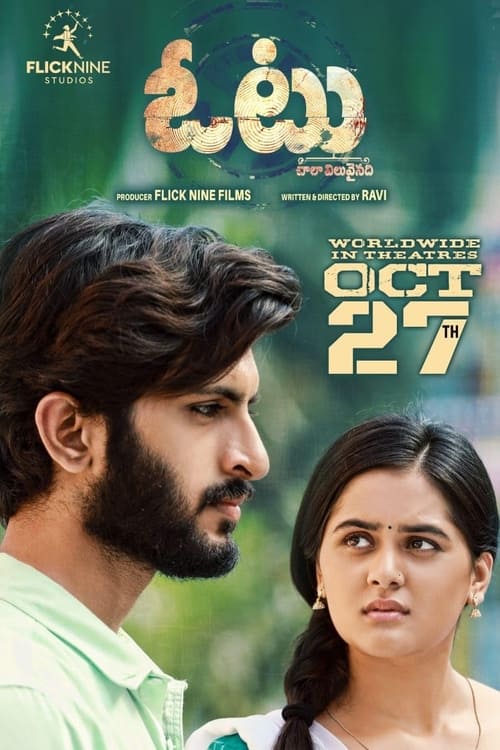 FLICKNINE
STUDIOS
ఓటు
చాలా విలువైనది
PRODUCER FLICK NINE FILMS
WRITTEN & DIRECTED BY RAVI
WORLDWIDE
IN THEATRES
OCT
27TH